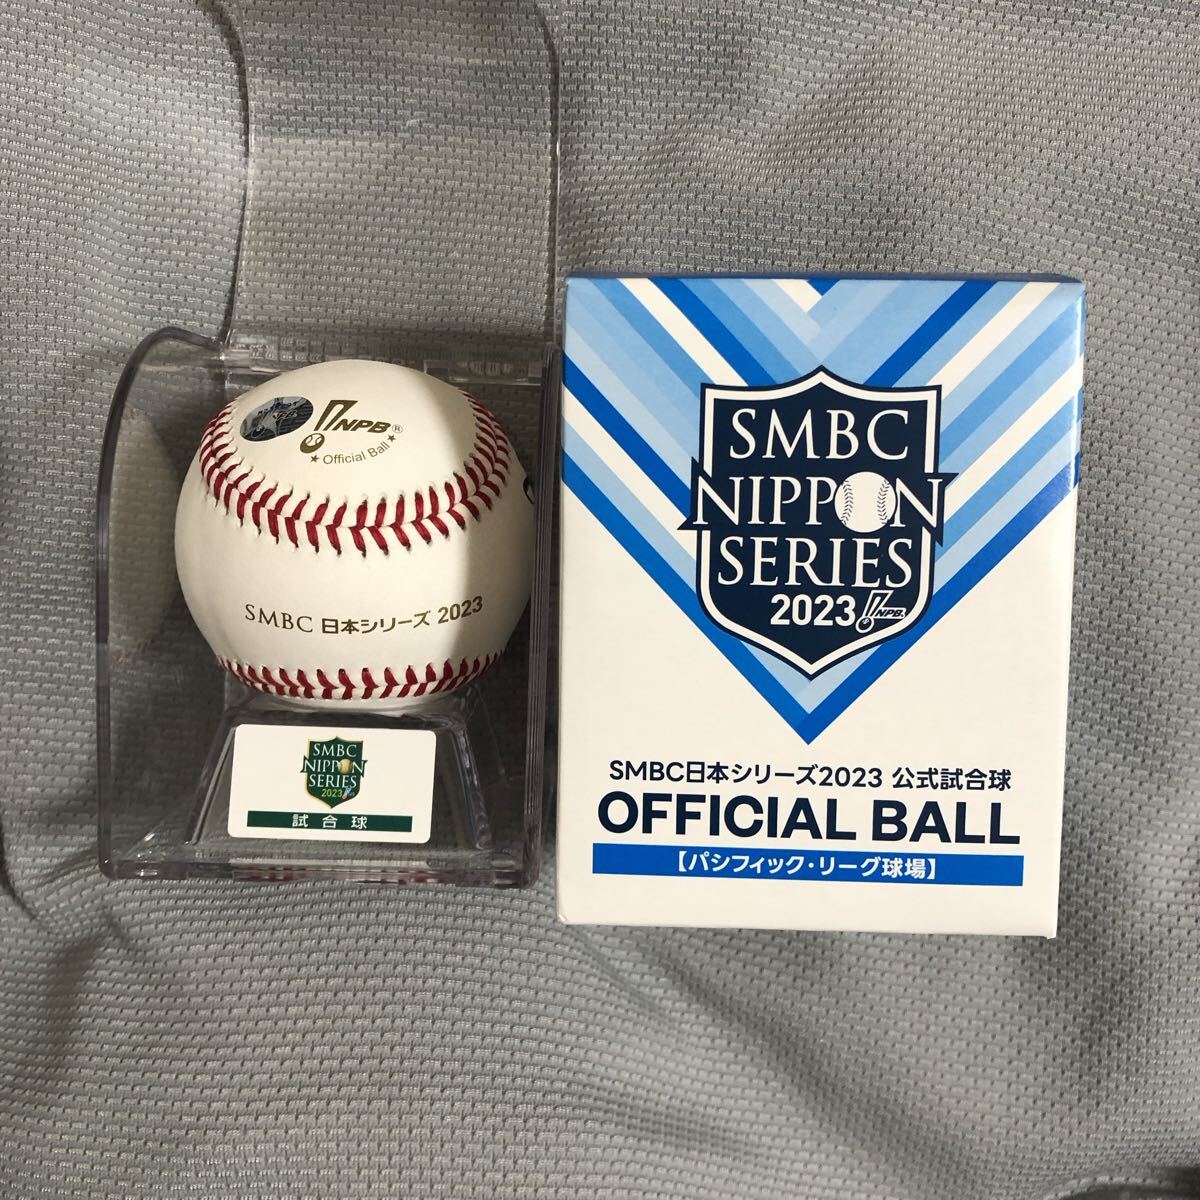 NPB®
★Official Ball★
SMBC 日本シリーズ 2023
SMBC
NIPPON
SERIES
2023
試合球
SMBC
NIPPON
SERIES
2023 NPB
SMBC日本シリーズ2023 公式試合球
OFFICIAL BALL
【パシフィック・リーグ球場】